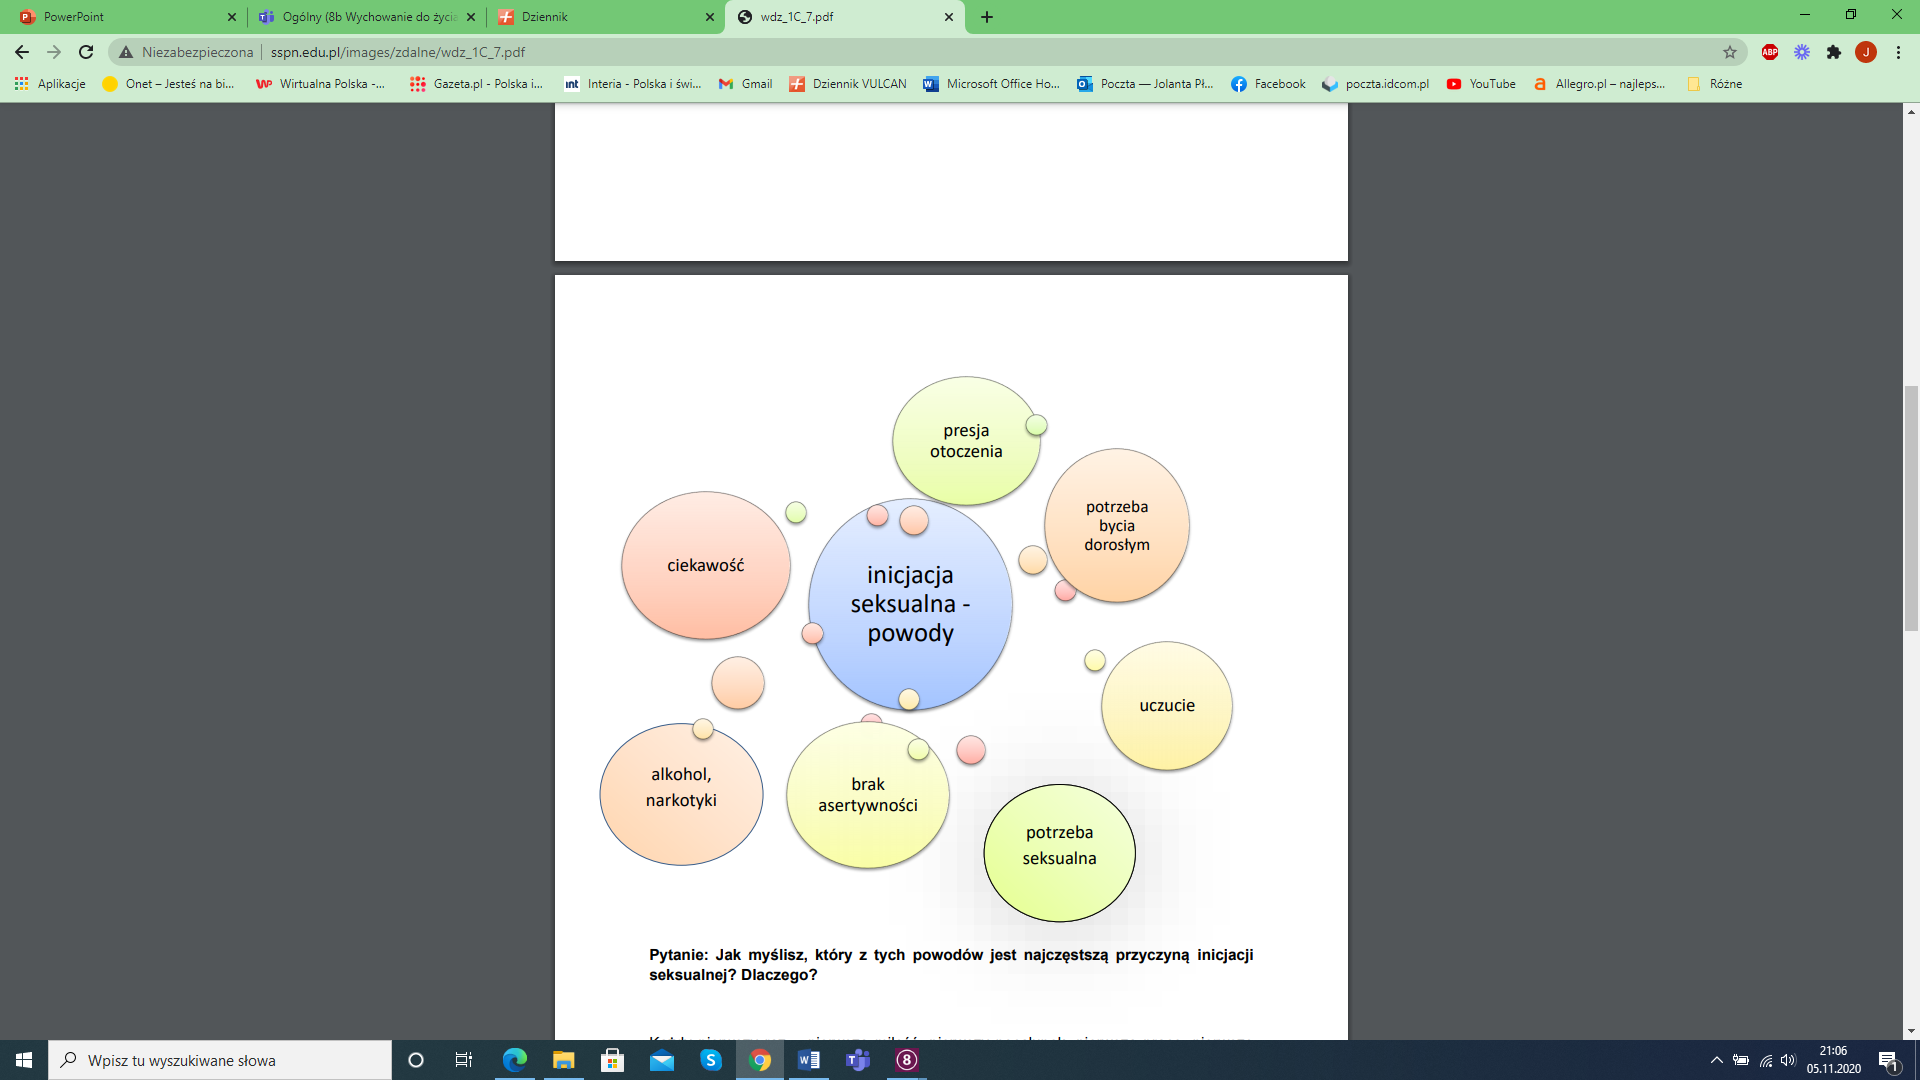 PowerPoint
Ogólny (8b Wychowanie do życia
Dziennik
wdz_1C_7.pdf
Niezabezpieczona
sspn.edu.pl/images/zdalne/wdz_1C_7.pdf
ABP
J
Aplikacje
Onet – Jesteś na bi...
Wirtualna Polska -...
Gazeta.pl - Polska i...
int
Interia - Polska i świ...
Gmail
Dziennik VULCAN
Microsoft Office Ho...
Poczta — Jolanta Pł...
Facebook
poczta.idcom.pl
YouTube
Allegro.pl – najleps...
Różne
presja
otoczenia
potrzeba
bycia
dorosłym
ciekawość
inicjacja
seksualna -
powody
uczucie
alkohol,
narkotyki
brak
asertywności
potrzeba
seksualna
Pytanie: Jak myślisz, który z tych powodów jest najczęstszą przyczyną inicjacji
seksualnej? Dlaczego?
Wpisz tu wyszukiwane słowa
21:06
05.11.2020
1